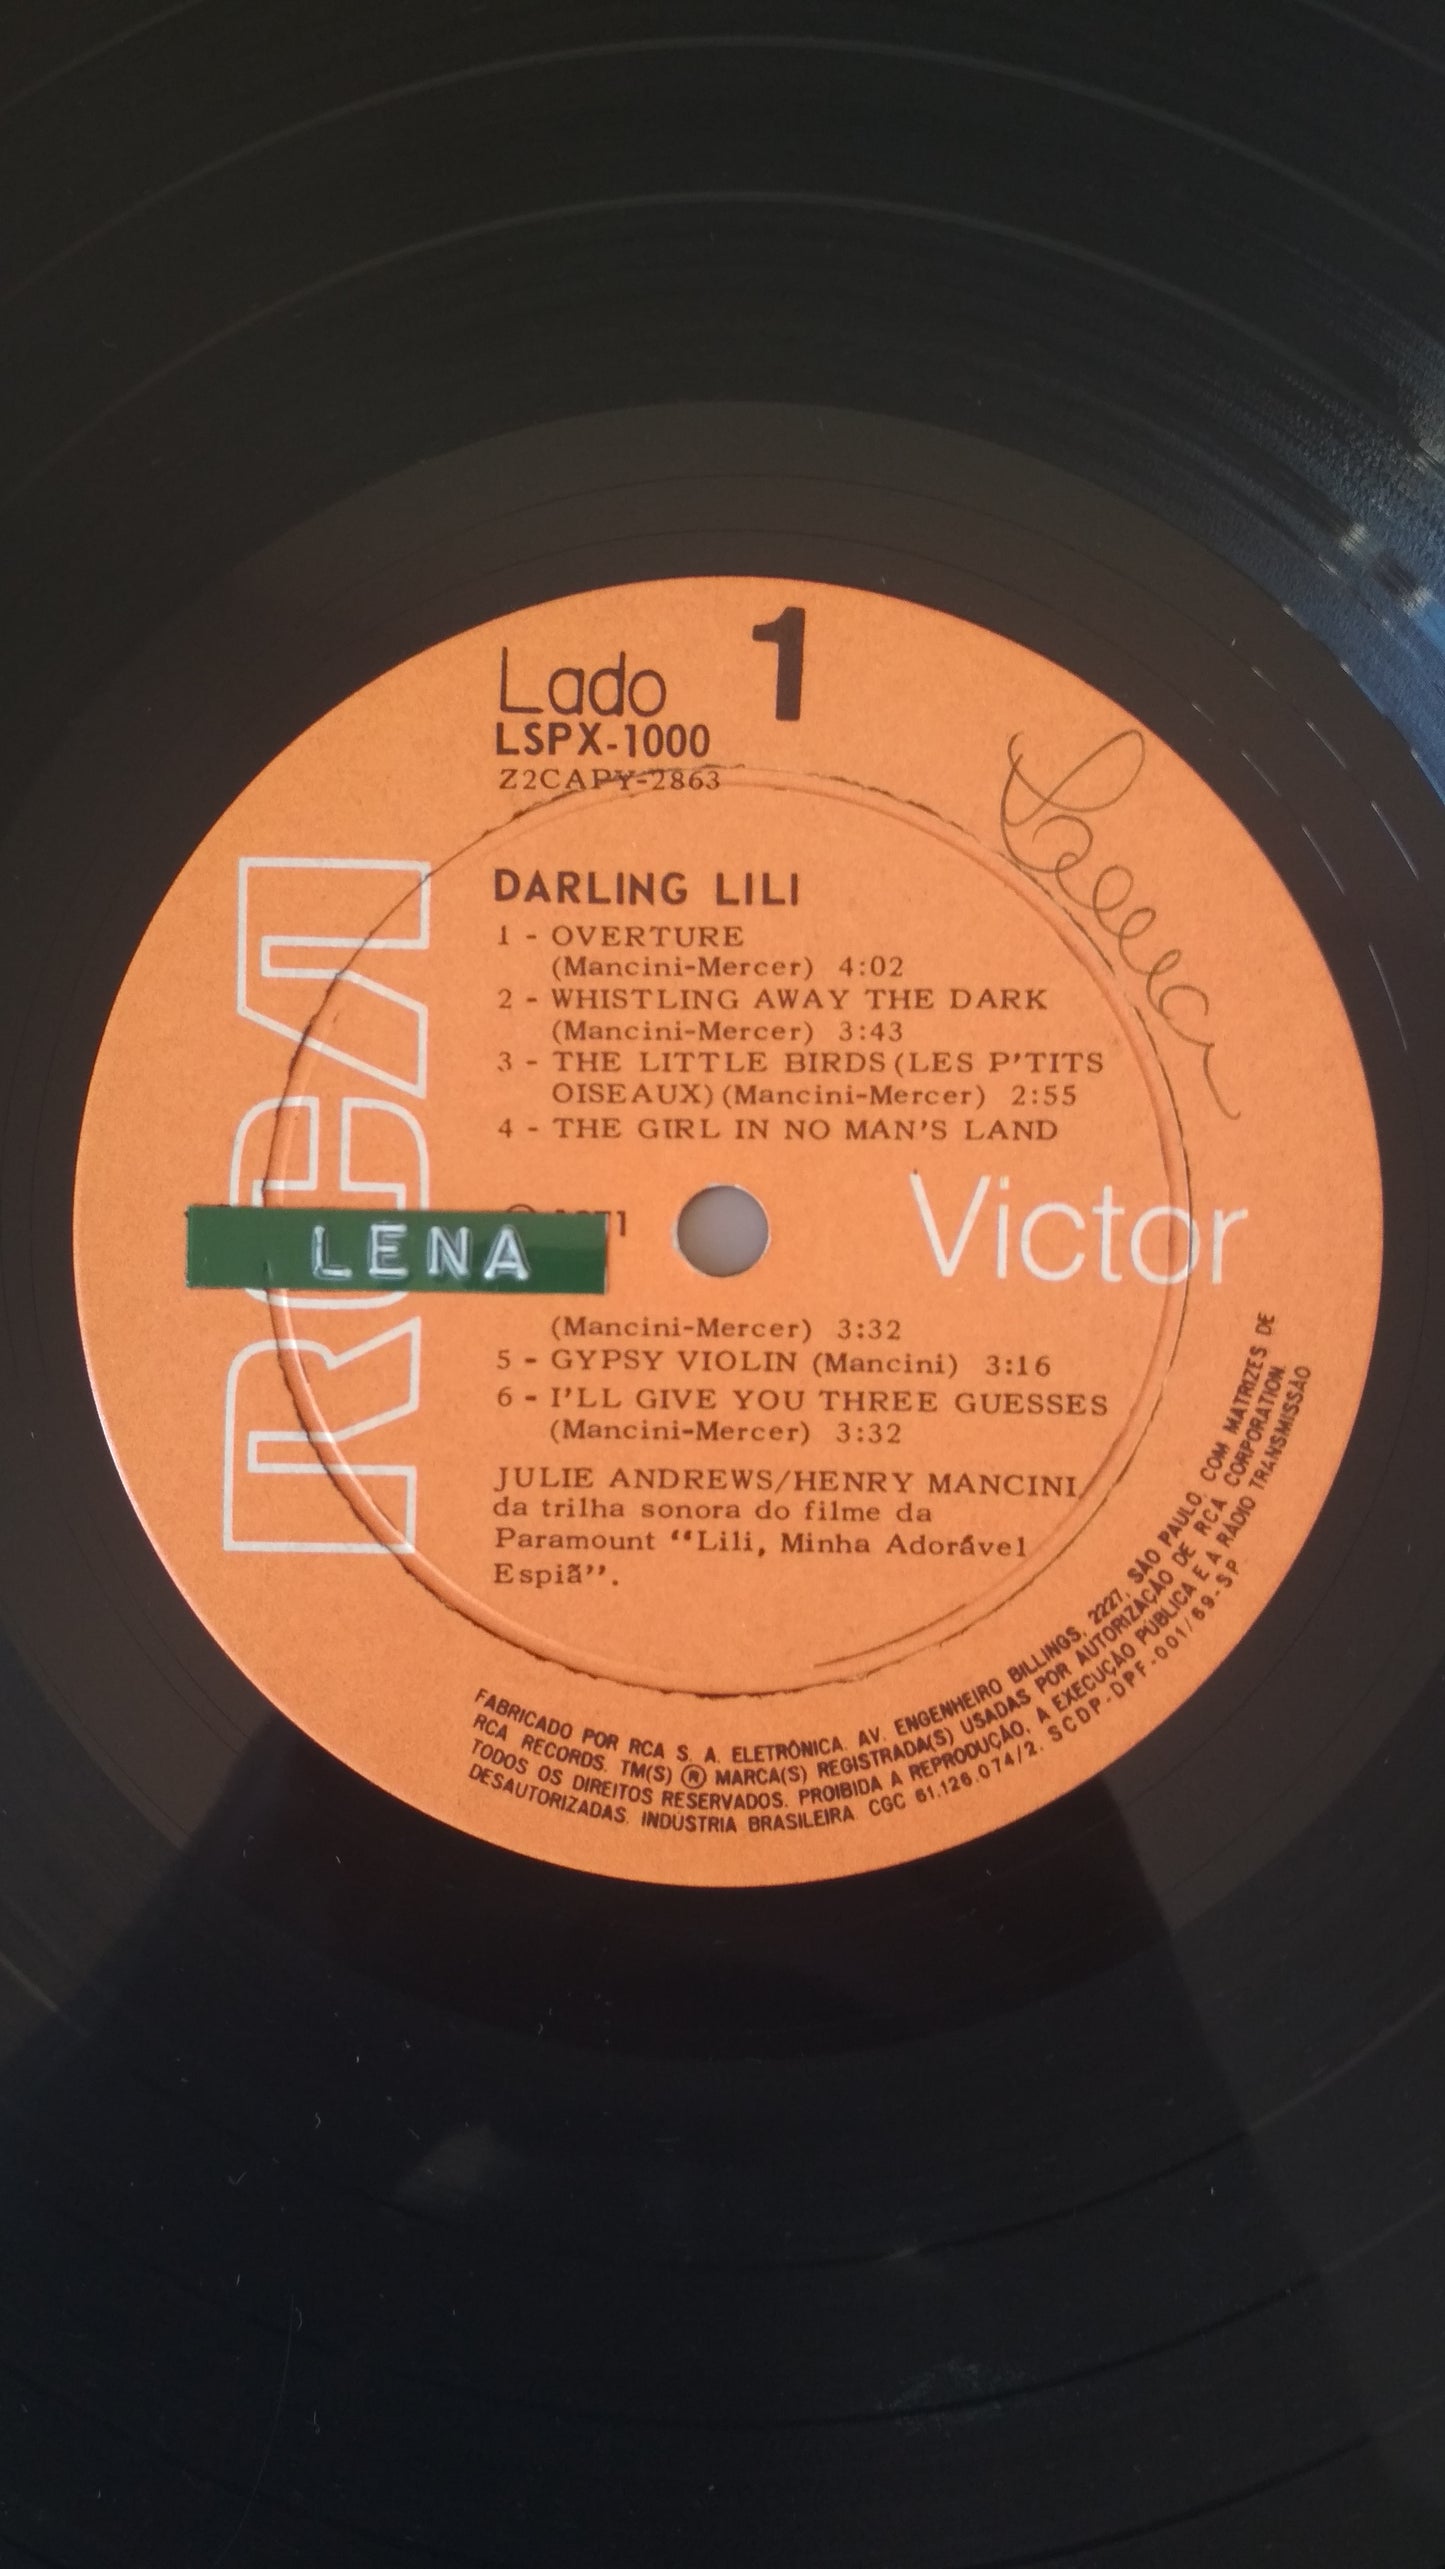 Lado 1
LSPX-1000
Z2CAPY-2863
DARLING LILI
1 - OVERTURE
(Mancini-Mercer) 4:02
2 - WHISTLING AWAY THE DARK
(Mancini-Mercer) 3:43
3 - THE LITTLE BIRDS (LES P'TITS
OISEAUX) (Mancini-Mercer) 2:55
4 - THE GIRL IN NO MAN'S LAND
RCA
Victor
LENA
(Mancini-Mercer) 3:32
5 - GYPSY VIOLIN (Mancini) 3:16
6 - I'LL GIVE YOU THREE GUESSES
(Mancini-Mercer) 3:32
JULIE ANDREWS/HENRY MANCINI
da trilha sonora do filme da
Paramount "Lili, Minha Adorável
Espiã".
FABRICADO POR RCA S. A. ELETRÔNICA. AV. ENGENHEIRO BILLINGS, 2227, SÃO PAULO, COM MATRIZES DE
RCA RECORDS. TM(S) ® MARCA(S) REGISTRADA(S) USADAS POR AUTORIZAÇÃO DE RCA CORPORATION.
TODOS OS DIREITOS RESERVADOS. PROIBIDA A REPRODUÇÃO, A EXECUÇÃO PÚBLICA E A RÁDIO TRANSMISSÃO
DESAUTORIZADAS. INDÚSTRIA BRASILEIRA. CGC 61.126.074/2. SCDP-DPF-001/69-SP.